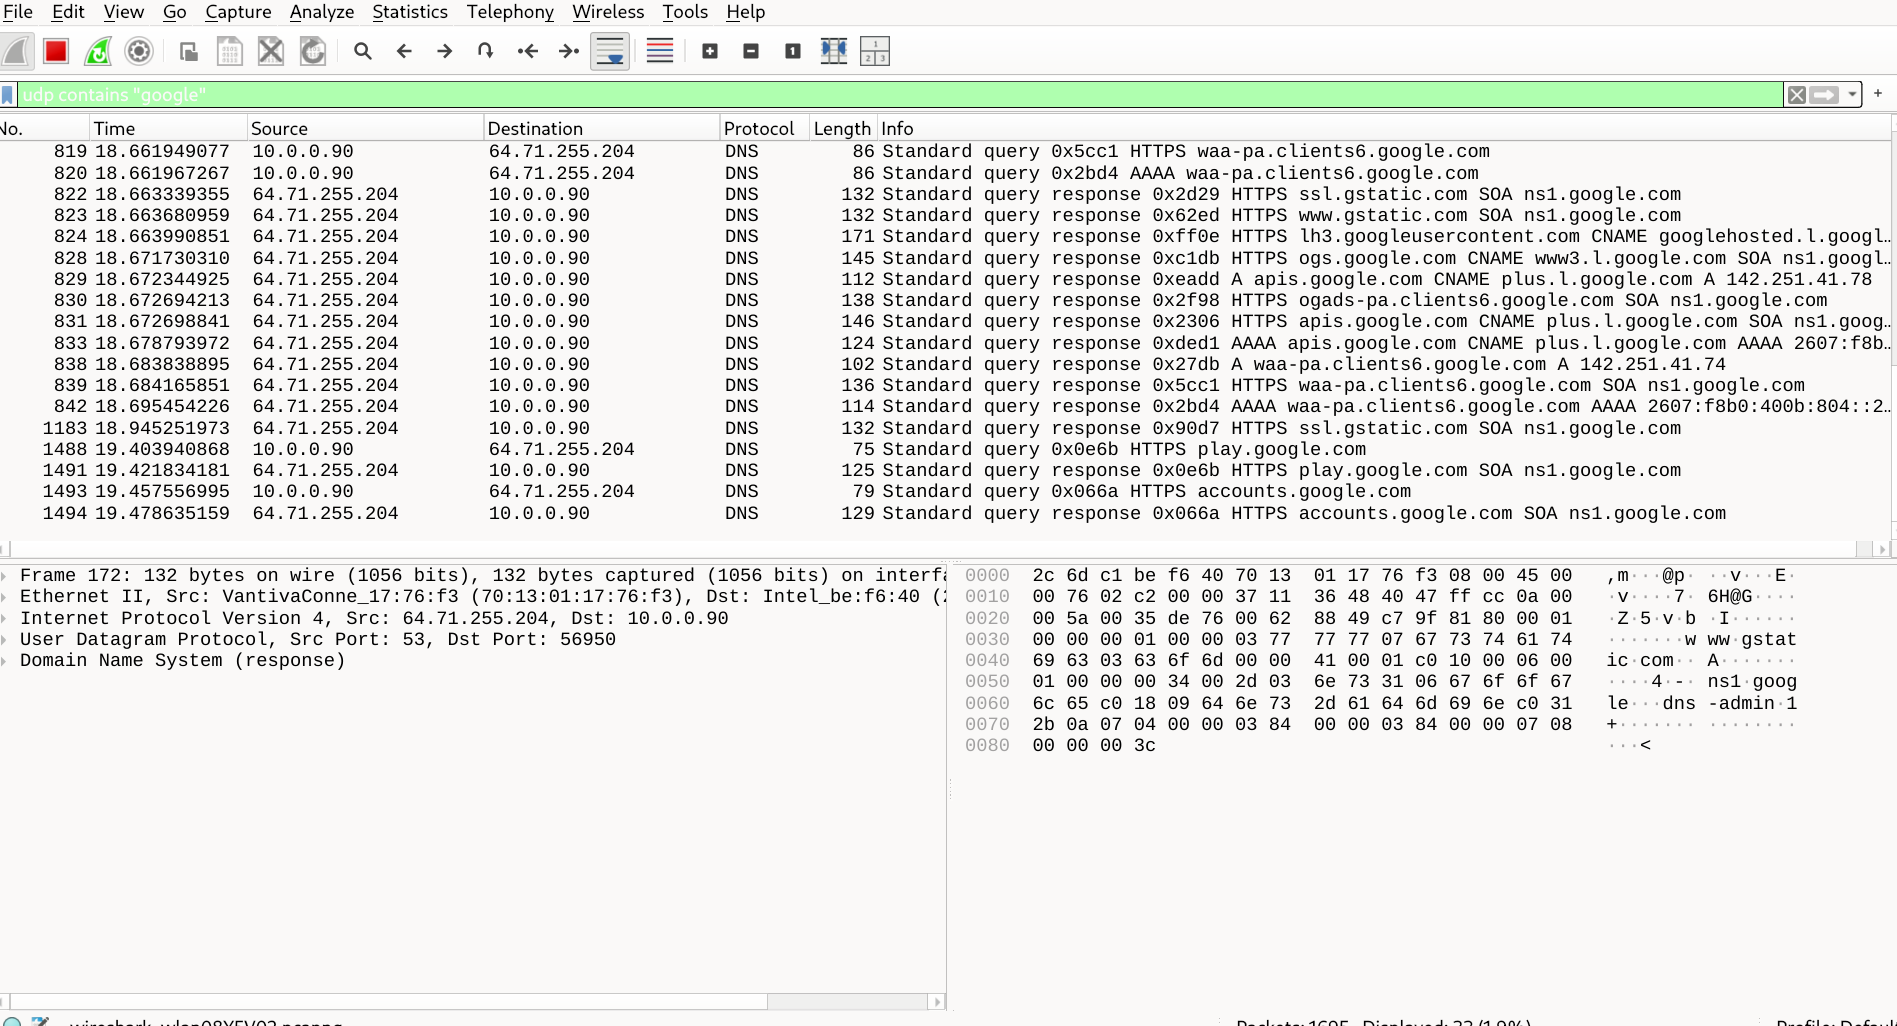 File Edit View Go Capture Analyze Statistics Telephony Wireless Tools Help
udp contains "google"
No. Time Source Destination Protocol Length Info
819 18.661949077 10.0.0.90 64.71.255.204 DNS 86 Standard query 0x5cc1 HTTPS waa-pa.clients6.google.com
820 18.661967267 10.0.0.90 64.71.255.204 DNS 86 Standard query 0x2bd4 AAAA waa-pa.clients6.google.com
822 18.663339355 64.71.255.204 10.0.0.90 DNS 132 Standard query response 0x2d29 HTTPS ssl.gstatic.com SOA ns1.google.com
823 18.663680959 64.71.255.204 10.0.0.90 DNS 132 Standard query response 0x62ed HTTPS www.gstatic.com SOA ns1.google.com
824 18.663990851 64.71.255.204 10.0.0.90 DNS 171 Standard query response 0xff0e HTTPS lh3.googleusercontent.com CNAME googlehosted.l.googl…
828 18.671730310 64.71.255.204 10.0.0.90 DNS 145 Standard query response 0xc1db HTTPS ogs.google.com CNAME www3.l.google.com SOA ns1.googl…
829 18.672344925 64.71.255.204 10.0.0.90 DNS 112 Standard query response 0xeadd A apis.google.com CNAME plus.l.google.com A 142.251.41.78
830 18.672694213 64.71.255.204 10.0.0.90 DNS 138 Standard query response 0x2f98 HTTPS ogads-pa.clients6.google.com SOA ns1.google.com
831 18.672698841 64.71.255.204 10.0.0.90 DNS 146 Standard query response 0x2306 HTTPS apis.google.com CNAME plus.l.google.com SOA ns1.goog…
833 18.678793972 64.71.255.204 10.0.0.90 DNS 124 Standard query response 0xded1 AAAA apis.google.com CNAME plus.l.google.com AAAA 2607:f8b…
838 18.683838895 64.71.255.204 10.0.0.90 DNS 102 Standard query response 0x27db A waa-pa.clients6.google.com A 142.251.41.74
839 18.684165851 64.71.255.204 10.0.0.90 DNS 136 Standard query response 0x5cc1 HTTPS waa-pa.clients6.google.com SOA ns1.google.com
842 18.695454226 64.71.255.204 10.0.0.90 DNS 114 Standard query response 0x2bd4 AAAA waa-pa.clients6.google.com AAAA 2607:f8b0:400b:804::2…
1183 18.945251973 64.71.255.204 10.0.0.90 DNS 132 Standard query response 0x90d7 HTTPS ssl.gstatic.com SOA ns1.google.com
1488 19.403940868 10.0.0.90 64.71.255.204 DNS 75 Standard query 0x0e6b HTTPS play.google.com
1491 19.421834181 64.71.255.204 10.0.0.90 DNS 125 Standard query response 0x0e6b HTTPS play.google.com SOA ns1.google.com
1493 19.457556995 10.0.0.90 64.71.255.204 DNS 79 Standard query 0x066a HTTPS accounts.google.com
1494 19.478635159 64.71.255.204 10.0.0.90 DNS 129 Standard query response 0x066a HTTPS accounts.google.com SOA ns1.google.com
Frame 172: 132 bytes on wire (1056 bits), 132 bytes captured (1056 bits) on interfa
Ethernet II, Src: VantivaConne_17:76:f3 (70:13:01:17:76:f3), Dst: Intel_be:f6:40 (2
Internet Protocol Version 4, Src: 64.71.255.204, Dst: 10.0.0.90
User Datagram Protocol, Src Port: 53, Dst Port: 56950
Domain Name System (response)
0000 2c 6d c1 be f6 40 70 13 01 17 76 f3 08 00 45 00 ,m···@p· ··v···E·
0010 00 76 02 c2 00 00 37 11 36 48 40 47 ff cc 0a 00 ·v····7· 6H@G····
0020 00 5a 00 35 de 76 00 62 88 49 c7 9f 81 80 00 01 ·Z·5·v·b ·I······
0030 00 00 00 01 00 00 03 77 77 77 07 67 73 74 61 74 ·······w ww·gstat
0040 69 63 03 63 6f 6d 00 00 41 00 01 c0 10 00 06 00 ic·com·· A·······
0050 01 00 00 00 34 00 2d 03 6e 73 31 06 67 6f 6f 67 ····4·-· ns1·goog
0060 6c 65 c0 18 09 64 6e 73 2d 61 64 6d 69 6e c0 31 le···dns -admin·1
0070 2b 0a 07 04 00 00 03 84 00 00 03 84 00 00 07 08 +······· ········
0080 00 00 00 3c ···<
Packets: 1695 · Displayed: 33 (1.9%)